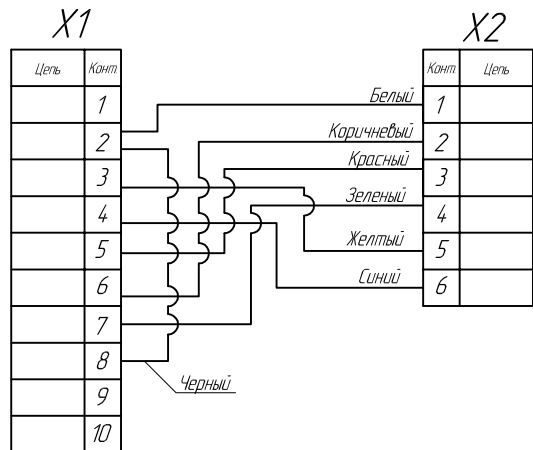 X1
X2
Цепь Конт.
Конт. Цепь
1
2
3
4
5
6
7
8
9
10
Белый
Коричневый
Красный
Зеленый
Желтый
Синий
Черный
1
2
3
4
5
6